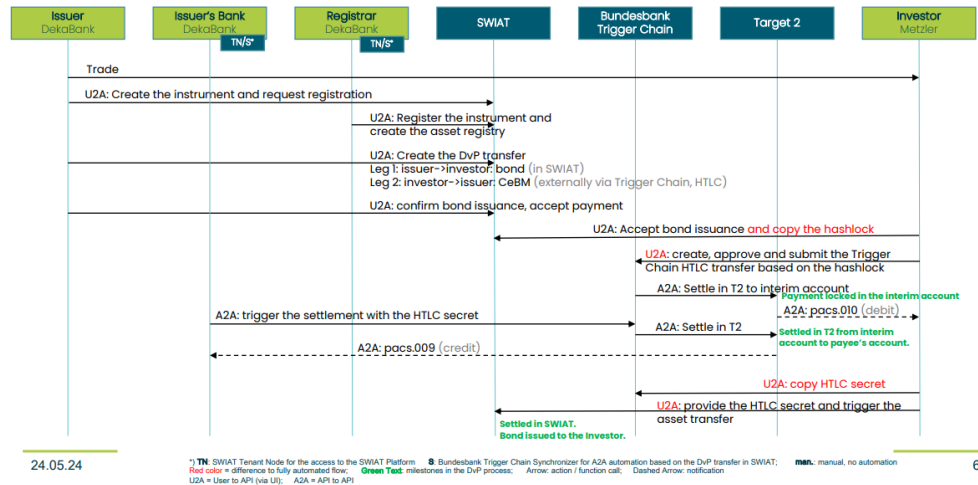 Issuer
DekaBank
Issuer's Bank
DekaBank
TN/S*
Registrar
DekaBank
TN/S*
SWIAT
Bundesbank
Trigger Chain
Target 2
Investor
Metzler
Trade
U2A: Create the instrument and request registration
U2A: Register the instrument and
create the asset registry
U2A: Create the DvP transfer
Leg 1: issuer->investor: bond (in SWIAT)
Leg 2: investor->issuer: CeBM (externally via Trigger Chain, HTLC)
U2A: confirm bond issuance, accept payment
U2A: Accept bond issuance and copy the hashlock
U2A: create, approve and submit the Trigger
Chain HTLC transfer based on the hashlock
A2A: Settle in T2 to interim account
Payment locked in the interim account
A2A: pacs.010 (debit)
A2A: trigger the settlement with the HTLC secret
A2A: Settle in T2
Settled in T2 from interim
account to payee's account.
A2A: pacs.009 (credit)
U2A: copy HTLC secret
U2A: provide the HTLC secret and trigger the
asset transfer
Settled in SWIAT.
Bond issued to the Investor.
24.05.24
*) TN: SWIAT Tenant Node for the access to the SWIAT Platform S: Bundesbank Trigger Chain Synchronizer for A2A automation based on the DvP transfer in SWIAT; man.: manual, no automation
Red color = difference to fully automated flow; Green Text: milestones in the DvP process; Arrow: action / function call; Dashed Arrow: notification
U2A = User to API (via UI); A2A = API to API
6